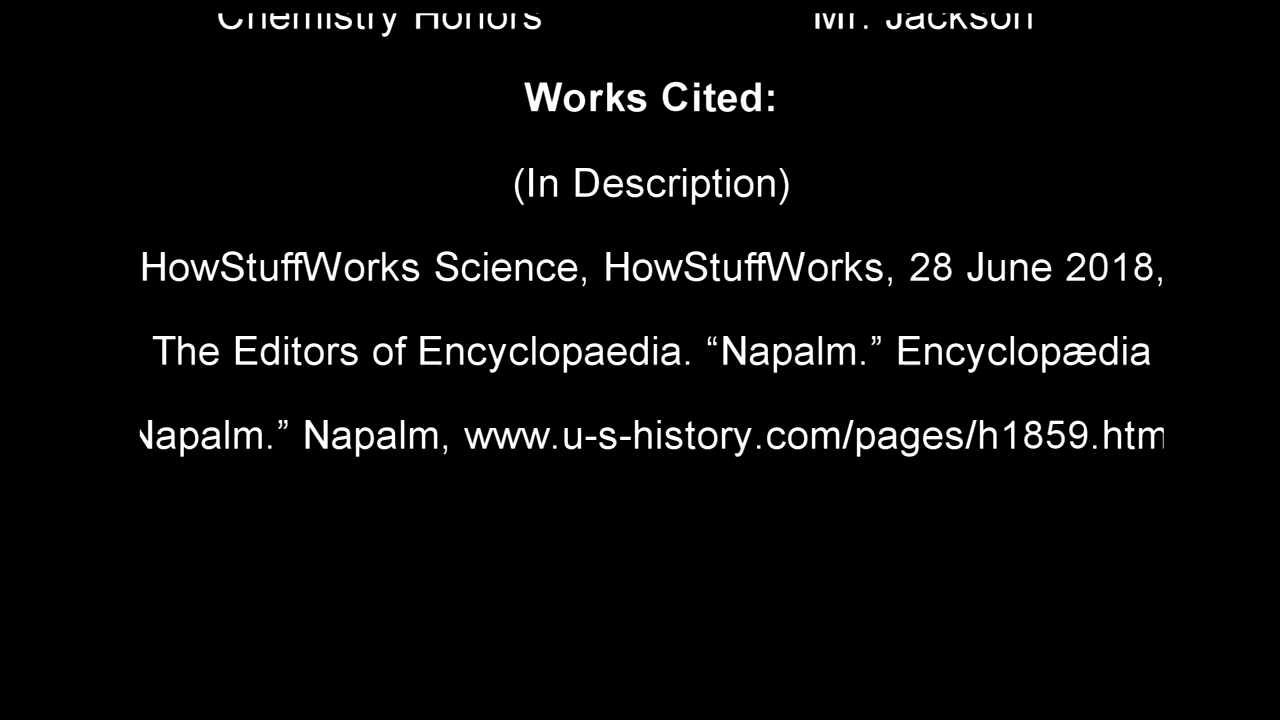 Chemistry Honors Mr. Jackson
Works Cited:
(In Description)
HowStuffWorks Science, HowStuffWorks, 28 June 2018,
The Editors of Encyclopaedia. “Napalm.” Encyclopædia
Napalm.” Napalm, www.u-s-history.com/pages/h1859.htm